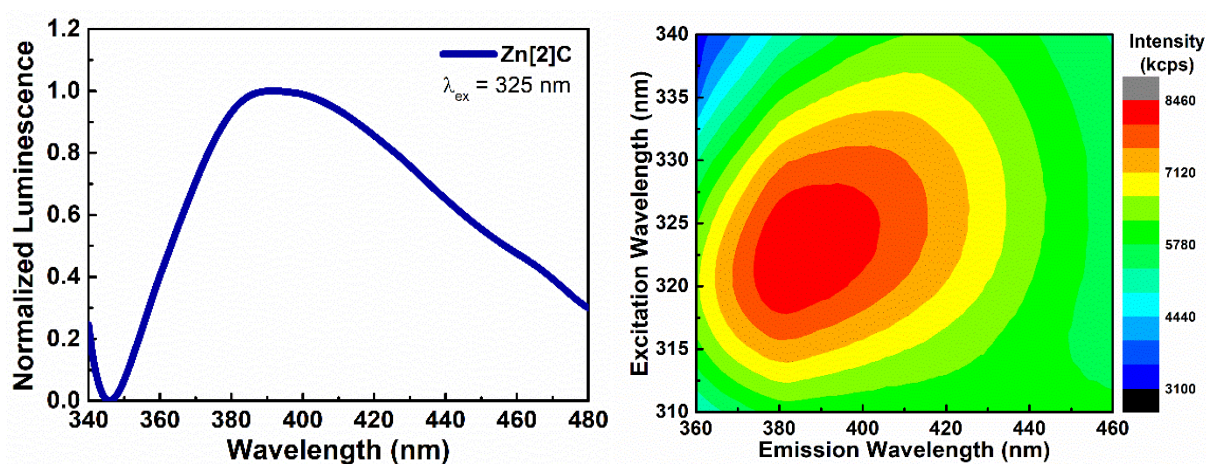 1.2
1.0
0.8
0.6
0.4
0.2
0.0
Normalized Luminescence
Zn[2]C
λex = 325 nm
340 360 380 400 420 440 460 480
Wavelength (nm)
340
335
330
325
320
315
310
Excitation Wavelength (nm)
360 380 400 420 440 460
Emission Wavelength (nm)
Intensity
(kcps)
8460
7120
5780
4440
3100